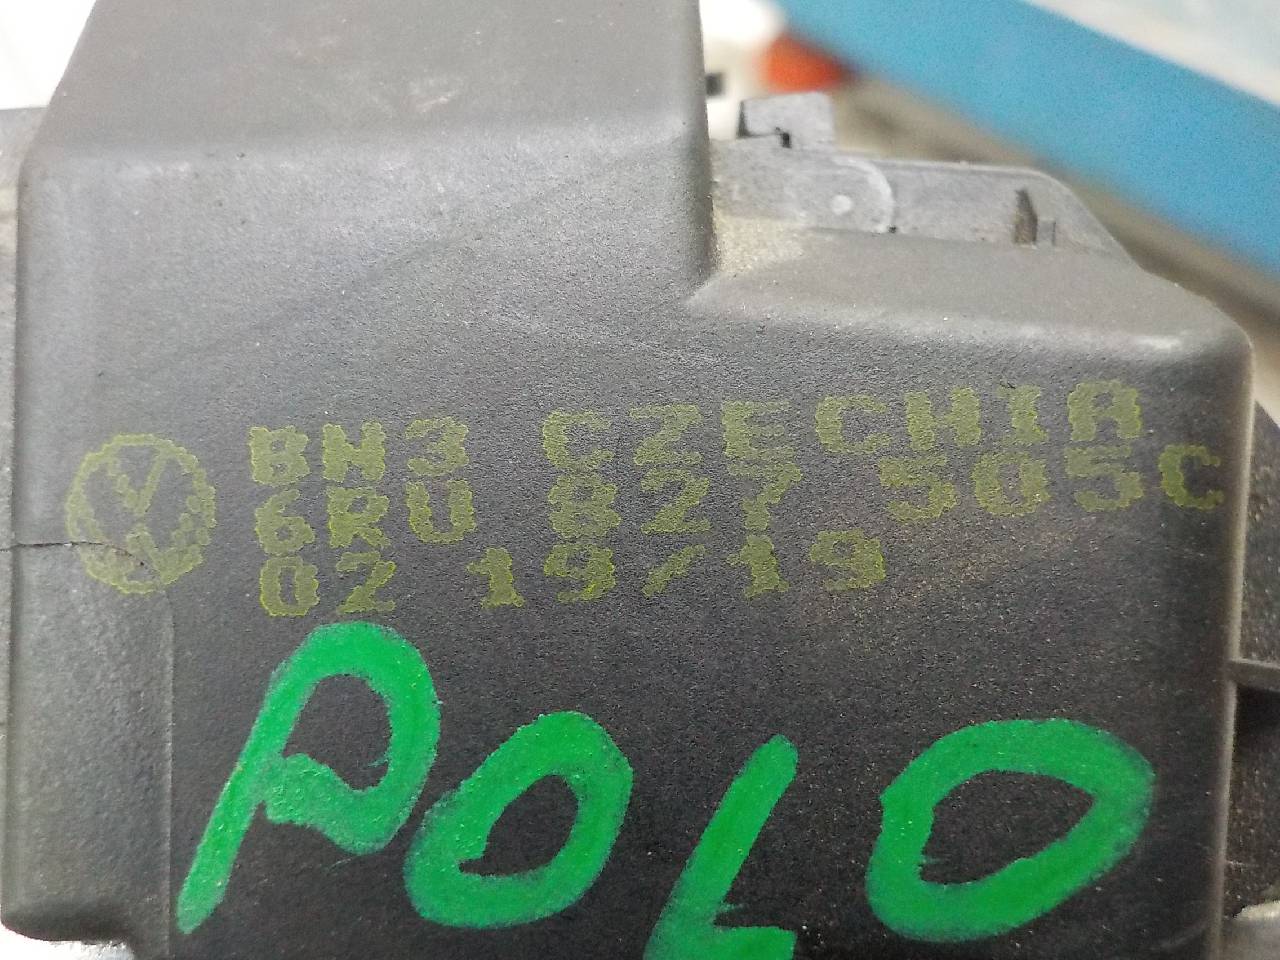 BN3 CZECHIA
6RU 827 505C
02 19/19
POLO